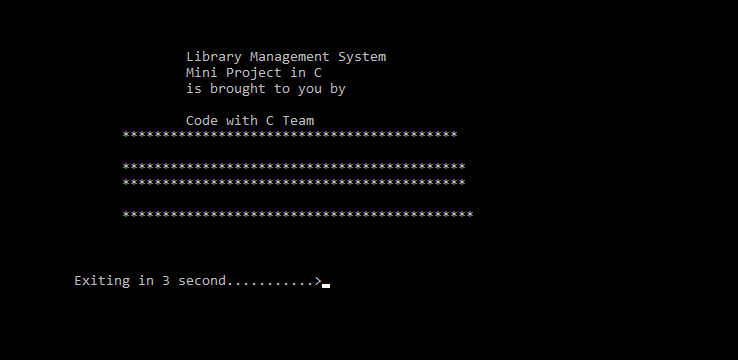 Library Management System
Mini Project in C
is brought to you by
Code with C Team
******************************************
*******************************************
*******************************************
********************************************
Exiting in 3 second...........>